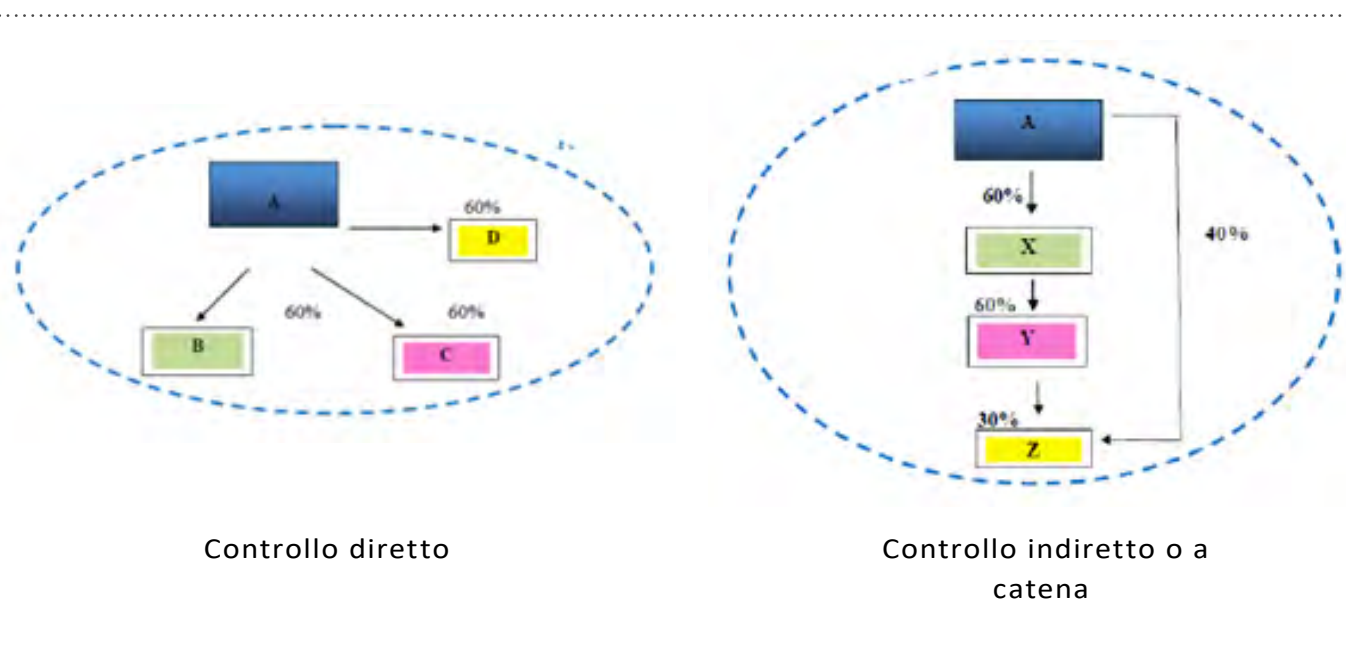 A
60%
D
60%
60%
B
C
Controllo diretto
A
60%
40%
X
60%
Y
30%
Z
Controllo indiretto o a
catena